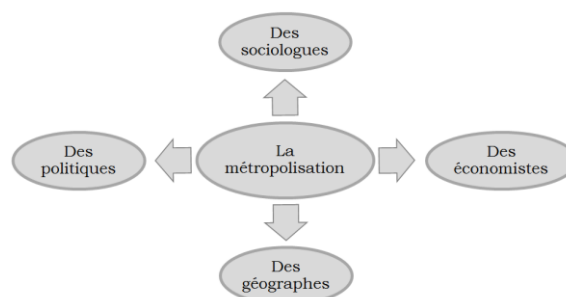 Des
sociologues
Des
politiques
La
métropolisation
Des
économistes
Des
géographes